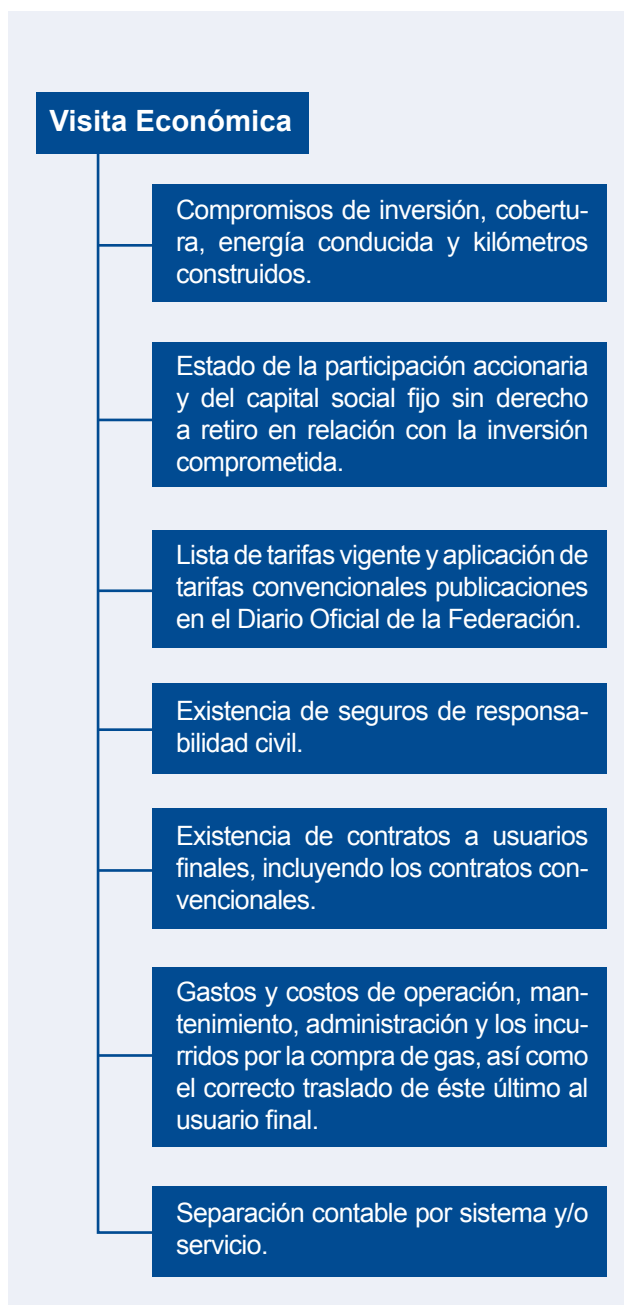 Visita Económica
Compromisos de inversión, cobertu-
ra, energía conducida y kilómetros
construidos.
Estado de la participación accionaria
y del capital social fijo sin derecho
a retiro en relación con la inversión
comprometida.
Lista de tarifas vigente y aplicación de
tarifas convencionales publicaciones
en el Diario Oficial de la Federación.
Existencia de seguros de responsa-
bilidad civil.
Existencia de contratos a usuarios
finales, incluyendo los contratos con-
vencionales.
Gastos y costos de operación, man-
tenimiento, administración y los incu-
rridos por la compra de gas, así como
el correcto traslado de éste último al
usuario final.
Separación contable por sistema y/o
servicio.